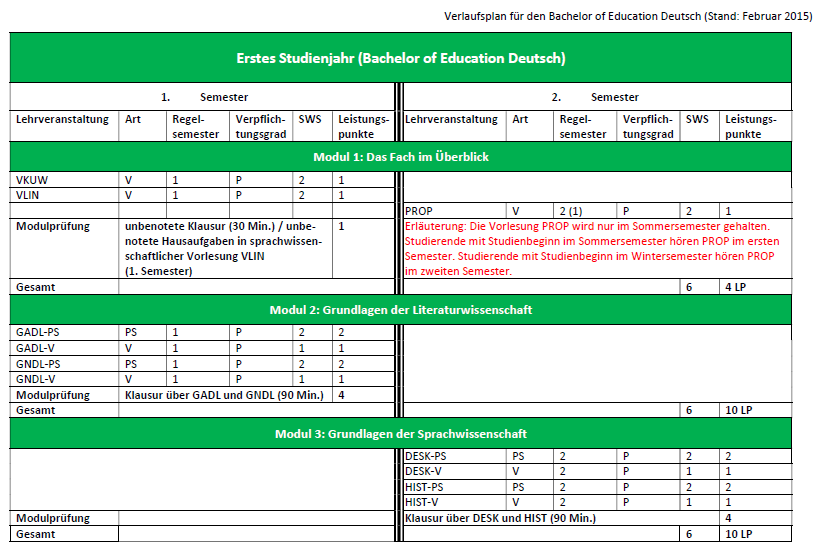 Verlaufsplan für den Bachelor of Education Deutsch (Stand: Februar 2015)
Erstes Studienjahr (Bachelor of Education Deutsch)
1. Semester 2. Semester
Lehrveranstaltung Art Regel- Verpflich- SWS Leistungs- Lehrveranstaltung Art Regel- Verpflich- SWS Leistungs-
semester tungsgrad punkte semester tungsgrad punkte
Modul 1: Das Fach im Überblick
VKUW V 1 P 2 1
VLIN V 1 P 2 1
PROP V 2 (1) P 2 1
Modulprüfung unbenotete Klausur (30 Min.) / unbe- 1 Erläuterung: Die Vorlesung PROP wird nur im Sommersemester gehalten.
notete Hausaufgaben in sprachwissen- Studierende mit Studienbeginn im Sommersemester hören PROP im ersten
schaftlicher Vorlesung VLIN Semester. Studierende mit Studienbeginn im Wintersemester hören PROP
(1. Semester) im zweiten Semester.
Gesamt 6 4 LP
Modul 2: Grundlagen der Literaturwissenschaft
GADL-PS PS 1 P 2 2
GADL-V V 1 P 1 1
GNDL-PS PS 1 P 2 2
GNDL-V V 1 P 1 1
Modulprüfung Klausur über GADL und GNDL (90 Min.) 4
Gesamt 6 10 LP
Modul 3: Grundlagen der Sprachwissenschaft
DESK-PS PS 2 P 2 2
DESK-V V 2 P 1 1
HIST-PS PS 2 P 2 2
HIST-V V 2 P 1 1
Modulprüfung Klausur über DESK und HIST (90 Min.) 4
Gesamt 6 10 LP